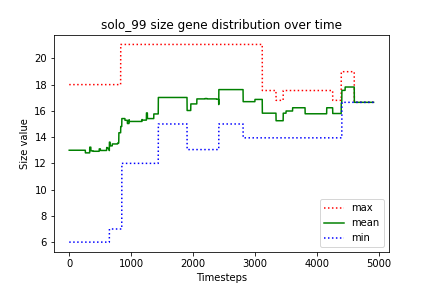 solo_99 size gene distribution over time
Size value
20
18
16
14
12
10
8
6
0
1000
2000
3000
4000
5000
Timesteps
max
mean
min